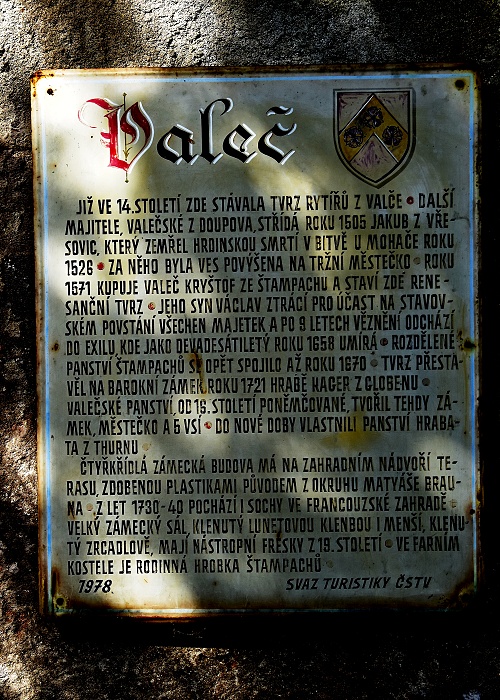 Valeč
JIŽ VE 14.STOLETÍ ZDE STÁVALA TVRZ RYTÍŘŮ Z VALČE • DALŠÍ
MAJITELE, VALEČSKÉ Z DOUPOVA, STŘÍDÁ ROKU 1505 JAKUB Z VŘE-
SOVIC, KTERÝ ZEMŘEL HRDINSKOU SMRTÍ V BITVĚ U MOHÁČE ROKU
1526 • ZA NĚHO BYLA VES POVÝŠENA NA TRŽNÍ MĚSTEČKO • ROKU
1571 KUPUJE VALEČ KRYŠTOF ZE ŠTAMPACHU A STAVÍ ZDE RENE-
SANČNÍ TVRZ • JEHO SYN VÁCLAV ZTRÁCÍ PRO ÚČAST NA STAVOV-
SKÉM POVSTÁNÍ VŠECHEN MAJETEK A PO 9 LETECH VĚZNĚNÍ ODCHÁZÍ
DO EXILU, KDE JAKO DEVADESÁTILETÝ ROKU 1658 UMÍRÁ • ROZDĚLENÉ
PANSTVÍ ŠTAMPACHŮ SE OPĚT SPOJILO AŽ ROKU 1670 • TVRZ PŘESTA-
VĚL NA BAROKNÍ ZÁMEK ROKU 1721 HRABĚ KAGER Z GLOBENU •
VALEČSKÉ PANSTVÍ, OD 16.STOLETÍ PONĚMČOVANÉ, TVOŘIL TEHDY ZÁ-
MEK, MĚSTEČKO A 5 VSÍ • DO NOVÉ DOBY VLASTNILI PANSTVÍ HRABA-
TA Z THURNU •
ČTYŘKŘÍDLÁ ZÁMECKÁ BUDOVA MÁ NA ZAHRADNÍM NÁDVOŘÍ TE-
RASU, ZDOBENOU PLASTIKAMI PŮVODEM Z OKRUHU MATYÁŠE BRAU-
NA • Z LET 1730-40 POCHÁZÍ I SOCHY VE FRANCOUZSKÉ ZAHRADĚ •
VELKÝ ZÁMECKÝ SÁL, KLENUTÝ LUNETOVOU KLENBOU I MENŠÍ, KLENU-
TÝ ZRCADLOVĚ, MAJÍ NÁSTROPNÍ FRESKY Z 19.STOLETÍ • VE FARNÍM
KOSTELE JE RODINNÁ HROBKA ŠTAMPACHŮ •
1978. SVAZ TURISTIKY ČSTV